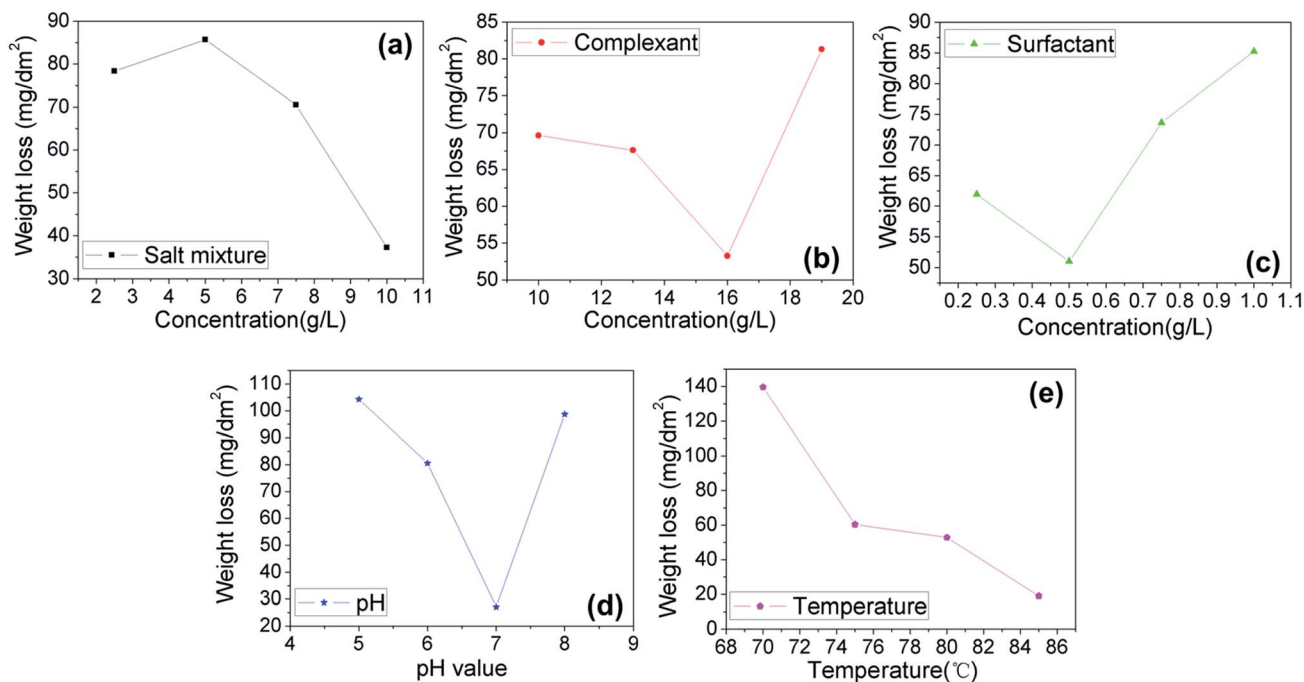 (a)
Weight loss (mg/dm²)
90
80
70
60
50
40
30
Salt mixture
2 3 4 5 6 7 8 9 10 11
Concentration(g/L)
(b)
Weight loss (mg/dm²)
85
80
75
70
65
60
55
50
Complexant
10 12 14 16 18 20
Concentration(g/L)
(c)
Weight loss (mg/dm²)
90
85
80
75
70
65
60
55
50
Surfactant
0.2 0.3 0.4 0.5 0.6 0.7 0.8 0.9 1.0 1.1
Concentration(g/L)
(d)
Weight loss (mg/dm²)
110
100
90
80
70
60
50
40
30
20
pH
4 5 6 7 8 9
pH value
(e)
Weight loss (mg/dm²)
140
120
100
80
60
40
20
0
Temperature
68 70 72 74 76 78 80 82 84 86
Temperature(℃)